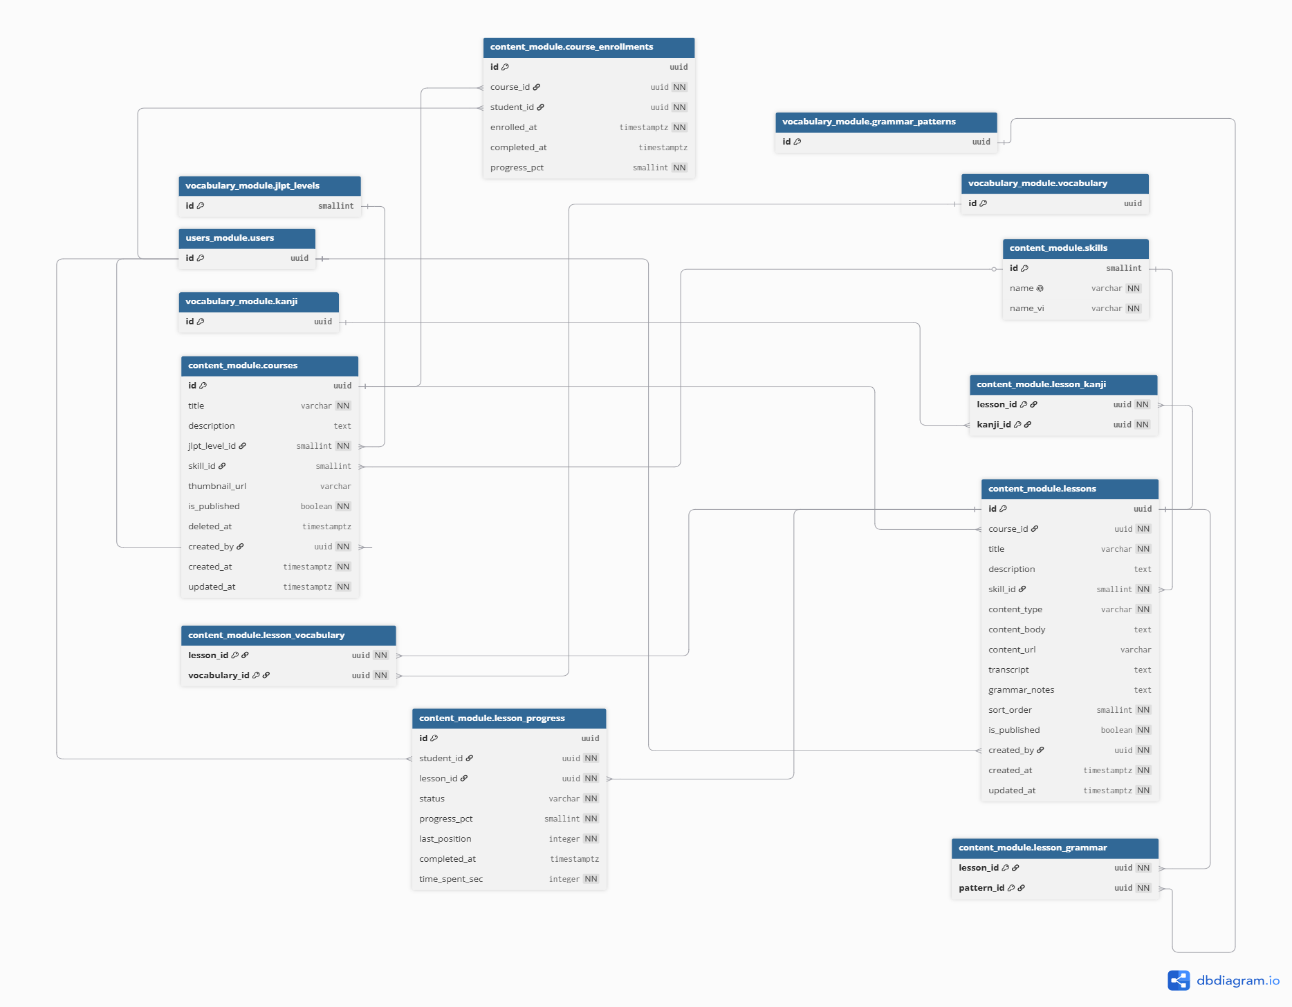 content_module.course_enrollments
id uuid
course_id uuid NN
student_id uuid NN
enrolled_at timestamptz NN
completed_at timestamptz
progress_pct smallint NN
vocabulary_module.grammar_patterns
id uuid
vocabulary_module.jlpt_levels
id smallint
vocabulary_module.vocabulary
id uuid
users_module.users
id uuid
content_module.skills
id smallint
name varchar NN
name_vi varchar NN
vocabulary_module.kanji
id uuid
content_module.courses
id uuid
title varchar NN
description text
jlpt_level_id smallint NN
skill_id smallint
thumbnail_url varchar
is_published boolean NN
deleted_at timestamptz
created_by uuid NN
created_at timestamptz NN
updated_at timestamptz NN
content_module.lesson_kanji
lesson_id uuid NN
kanji_id uuid NN
content_module.lessons
id uuid
course_id uuid NN
title varchar NN
description text
skill_id smallint NN
content_type varchar NN
content_body text
content_url varchar
transcript text
grammar_notes text
sort_order smallint NN
is_published boolean NN
created_by uuid NN
created_at timestamptz NN
updated_at timestamptz NN
content_module.lesson_vocabulary
lesson_id uuid NN
vocabulary_id uuid NN
content_module.lesson_progress
id uuid
student_id uuid NN
lesson_id uuid NN
status varchar NN
progress_pct smallint NN
last_position integer NN
completed_at timestamptz
time_spent_sec integer NN
content_module.lesson_grammar
lesson_id uuid NN
pattern_id uuid NN
dbdiagram.io